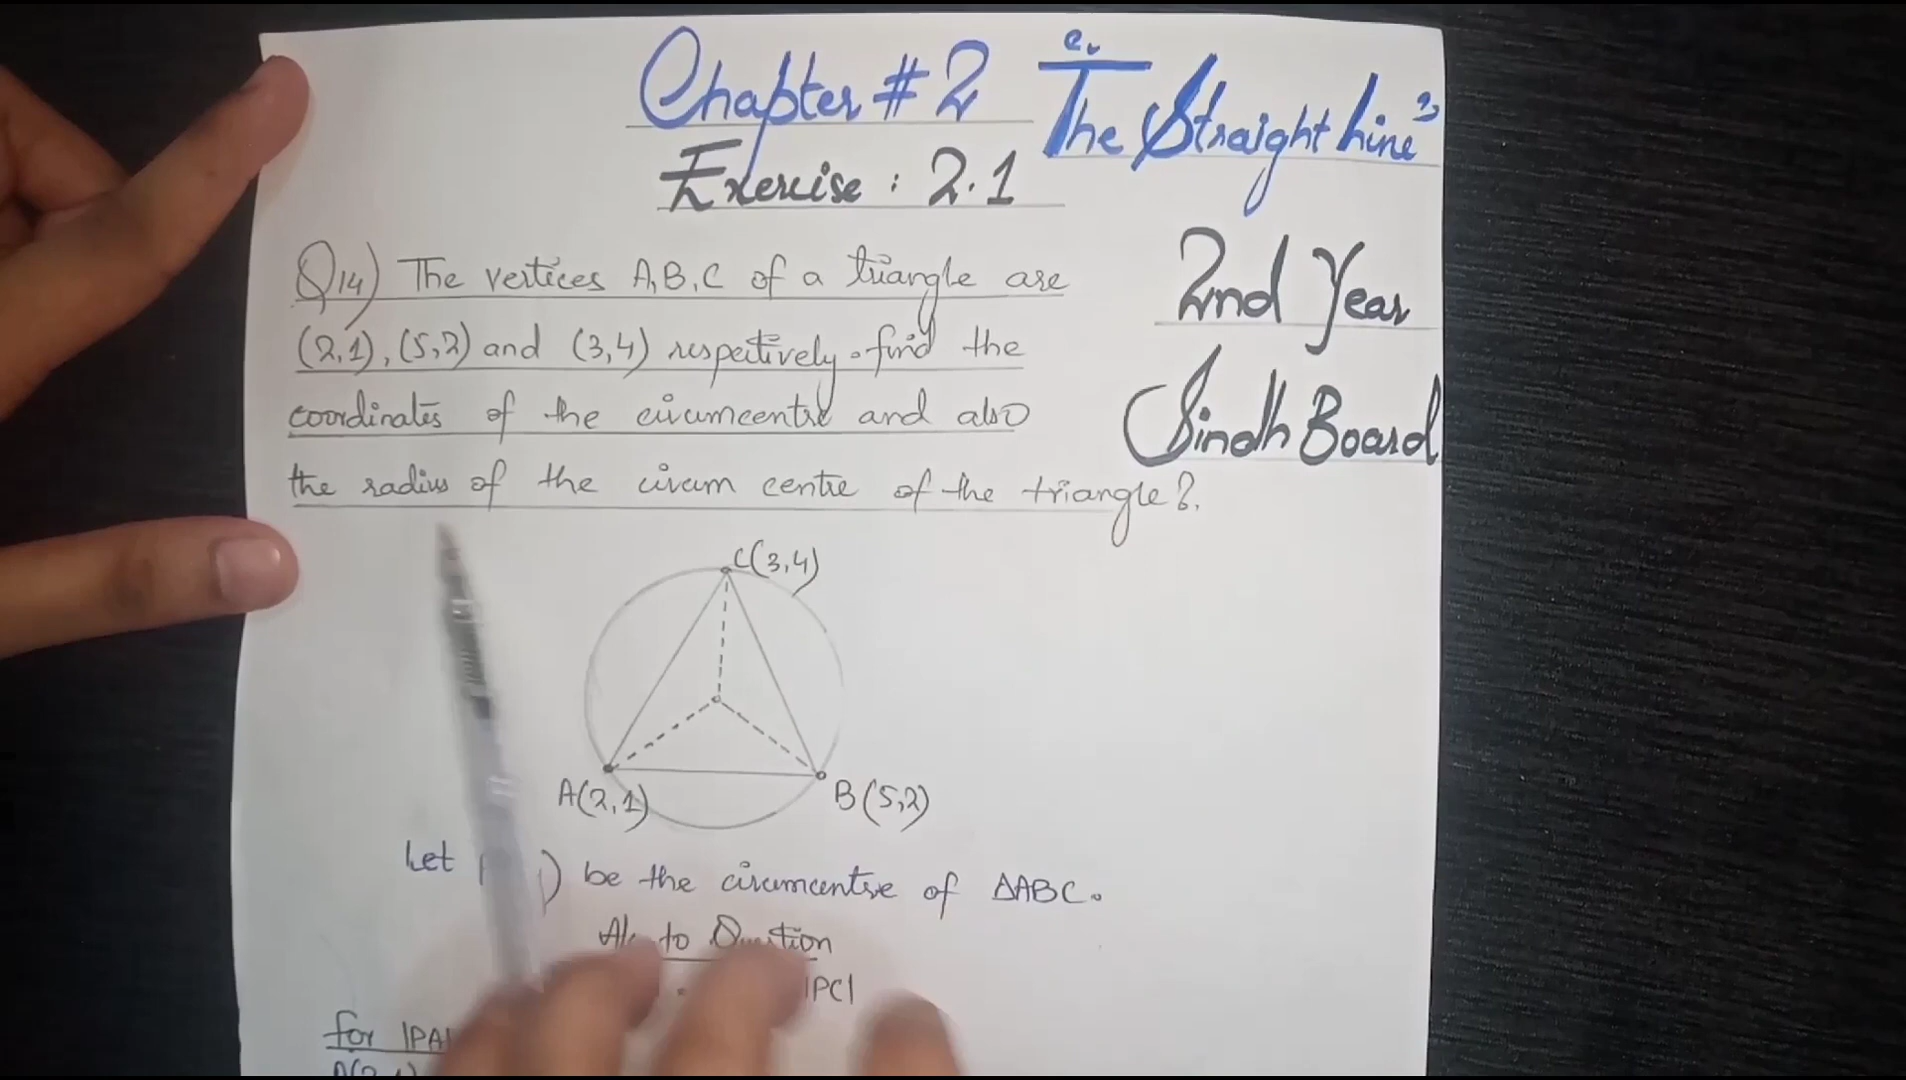 Chapter # 2 "The Straight Line"
Exercise : 2.1
2nd Year
Sindh Board
Q14) The vertices A,B,C of a triangle are
(2,1), (5,2) and (3,4) respectively. find the
coordinates of the circumcentre and also
the radius of the circum centre of the triangle?.
C(3,4)
A(2,1)
B(5,2)
Let be the circumcentre of ΔABC.
to Question
|PC|
for |PA|